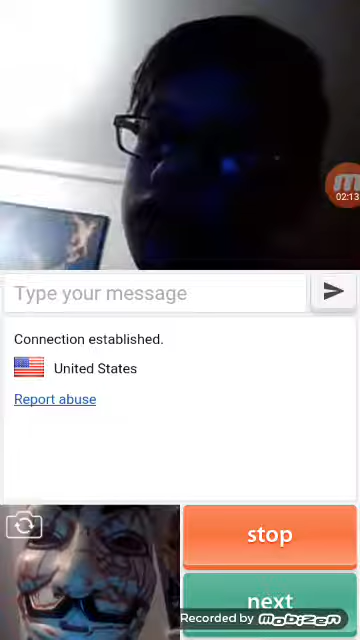 02:13
Type your message
Connection established.
United States
Report abuse
stop
next
Recorded by mobizen